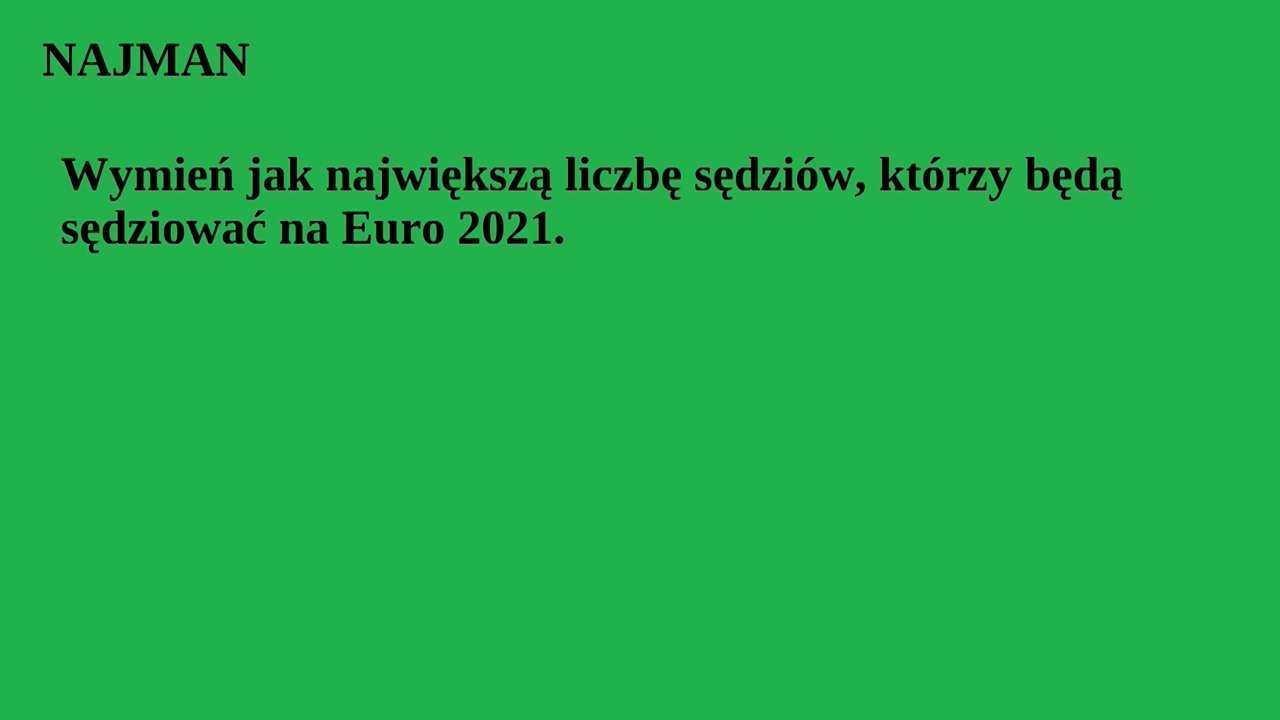 NAJMAN
Wymień jak największą liczbę sędziów, którzy będą
sędziować na Euro 2021.